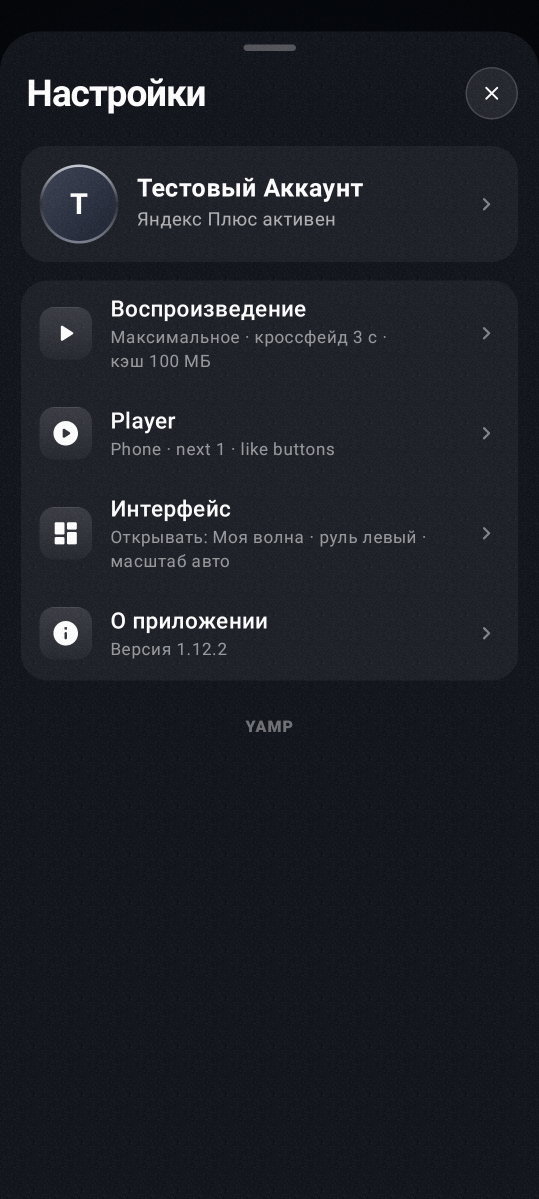 Настройки
Т
Тестовый Аккаунт
Яндекс Плюс активен
Воспроизведение
Максимальное · кроссфейд 3 с ·
кэш 100 МБ
Player
Phone · next 1 · like buttons
Интерфейс
Открывать: Моя волна · руль левый ·
масштаб авто
О приложении
Версия 1.12.2
YAMP